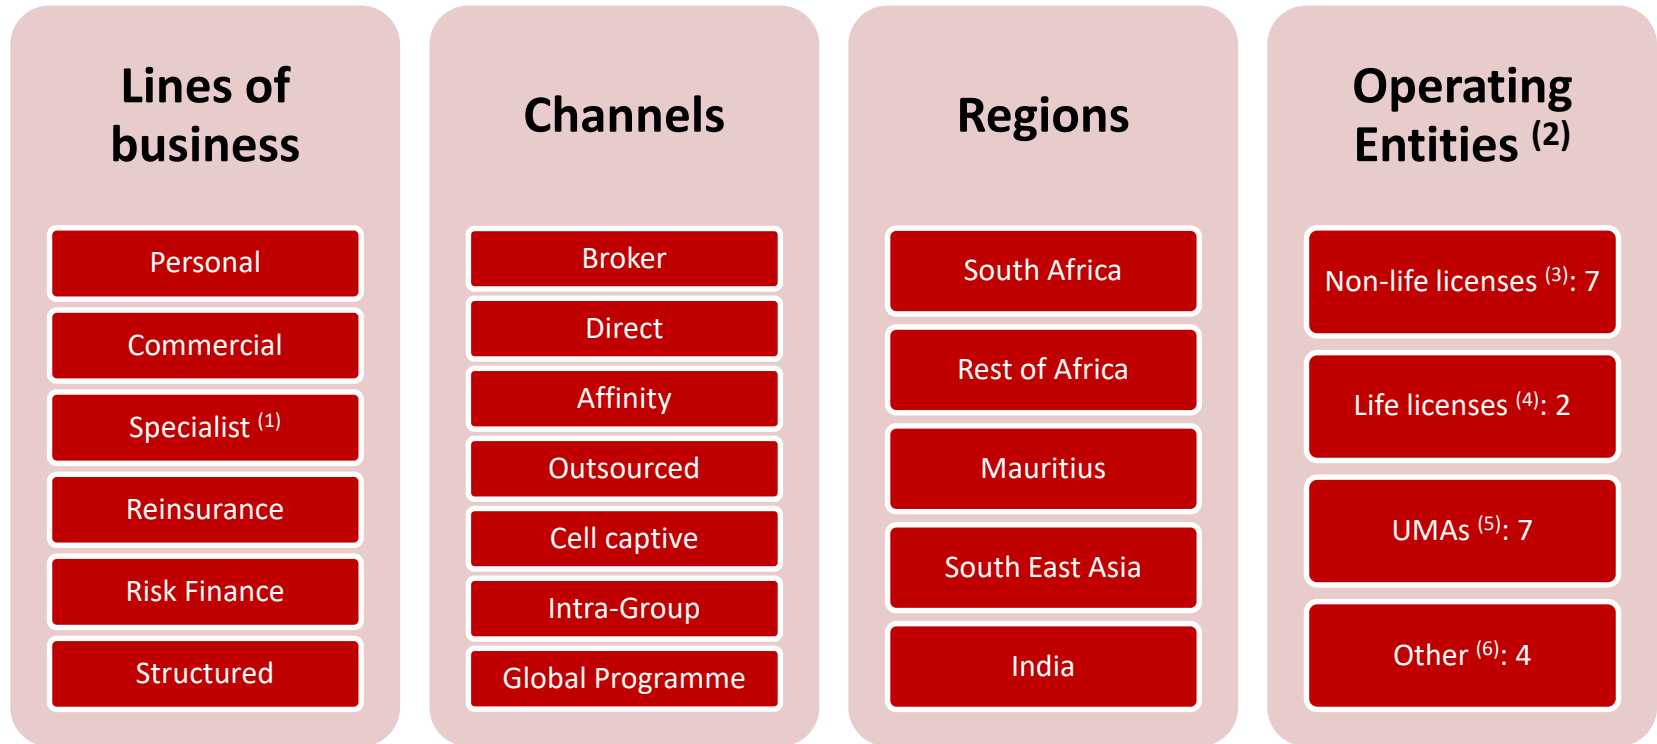 Lines of
business
Personal
Commercial
Specialist (1)
Reinsurance
Risk Finance
Structured
Channels
Broker
Direct
Affinity
Outsourced
Cell captive
Intra-Group
Global Programme
Regions
South Africa
Rest of Africa
Mauritius
South East Asia
India
Operating
Entities (2)
Non-life licenses (3): 7
Life licenses (4): 2
UMAs (5): 7
Other (6): 4